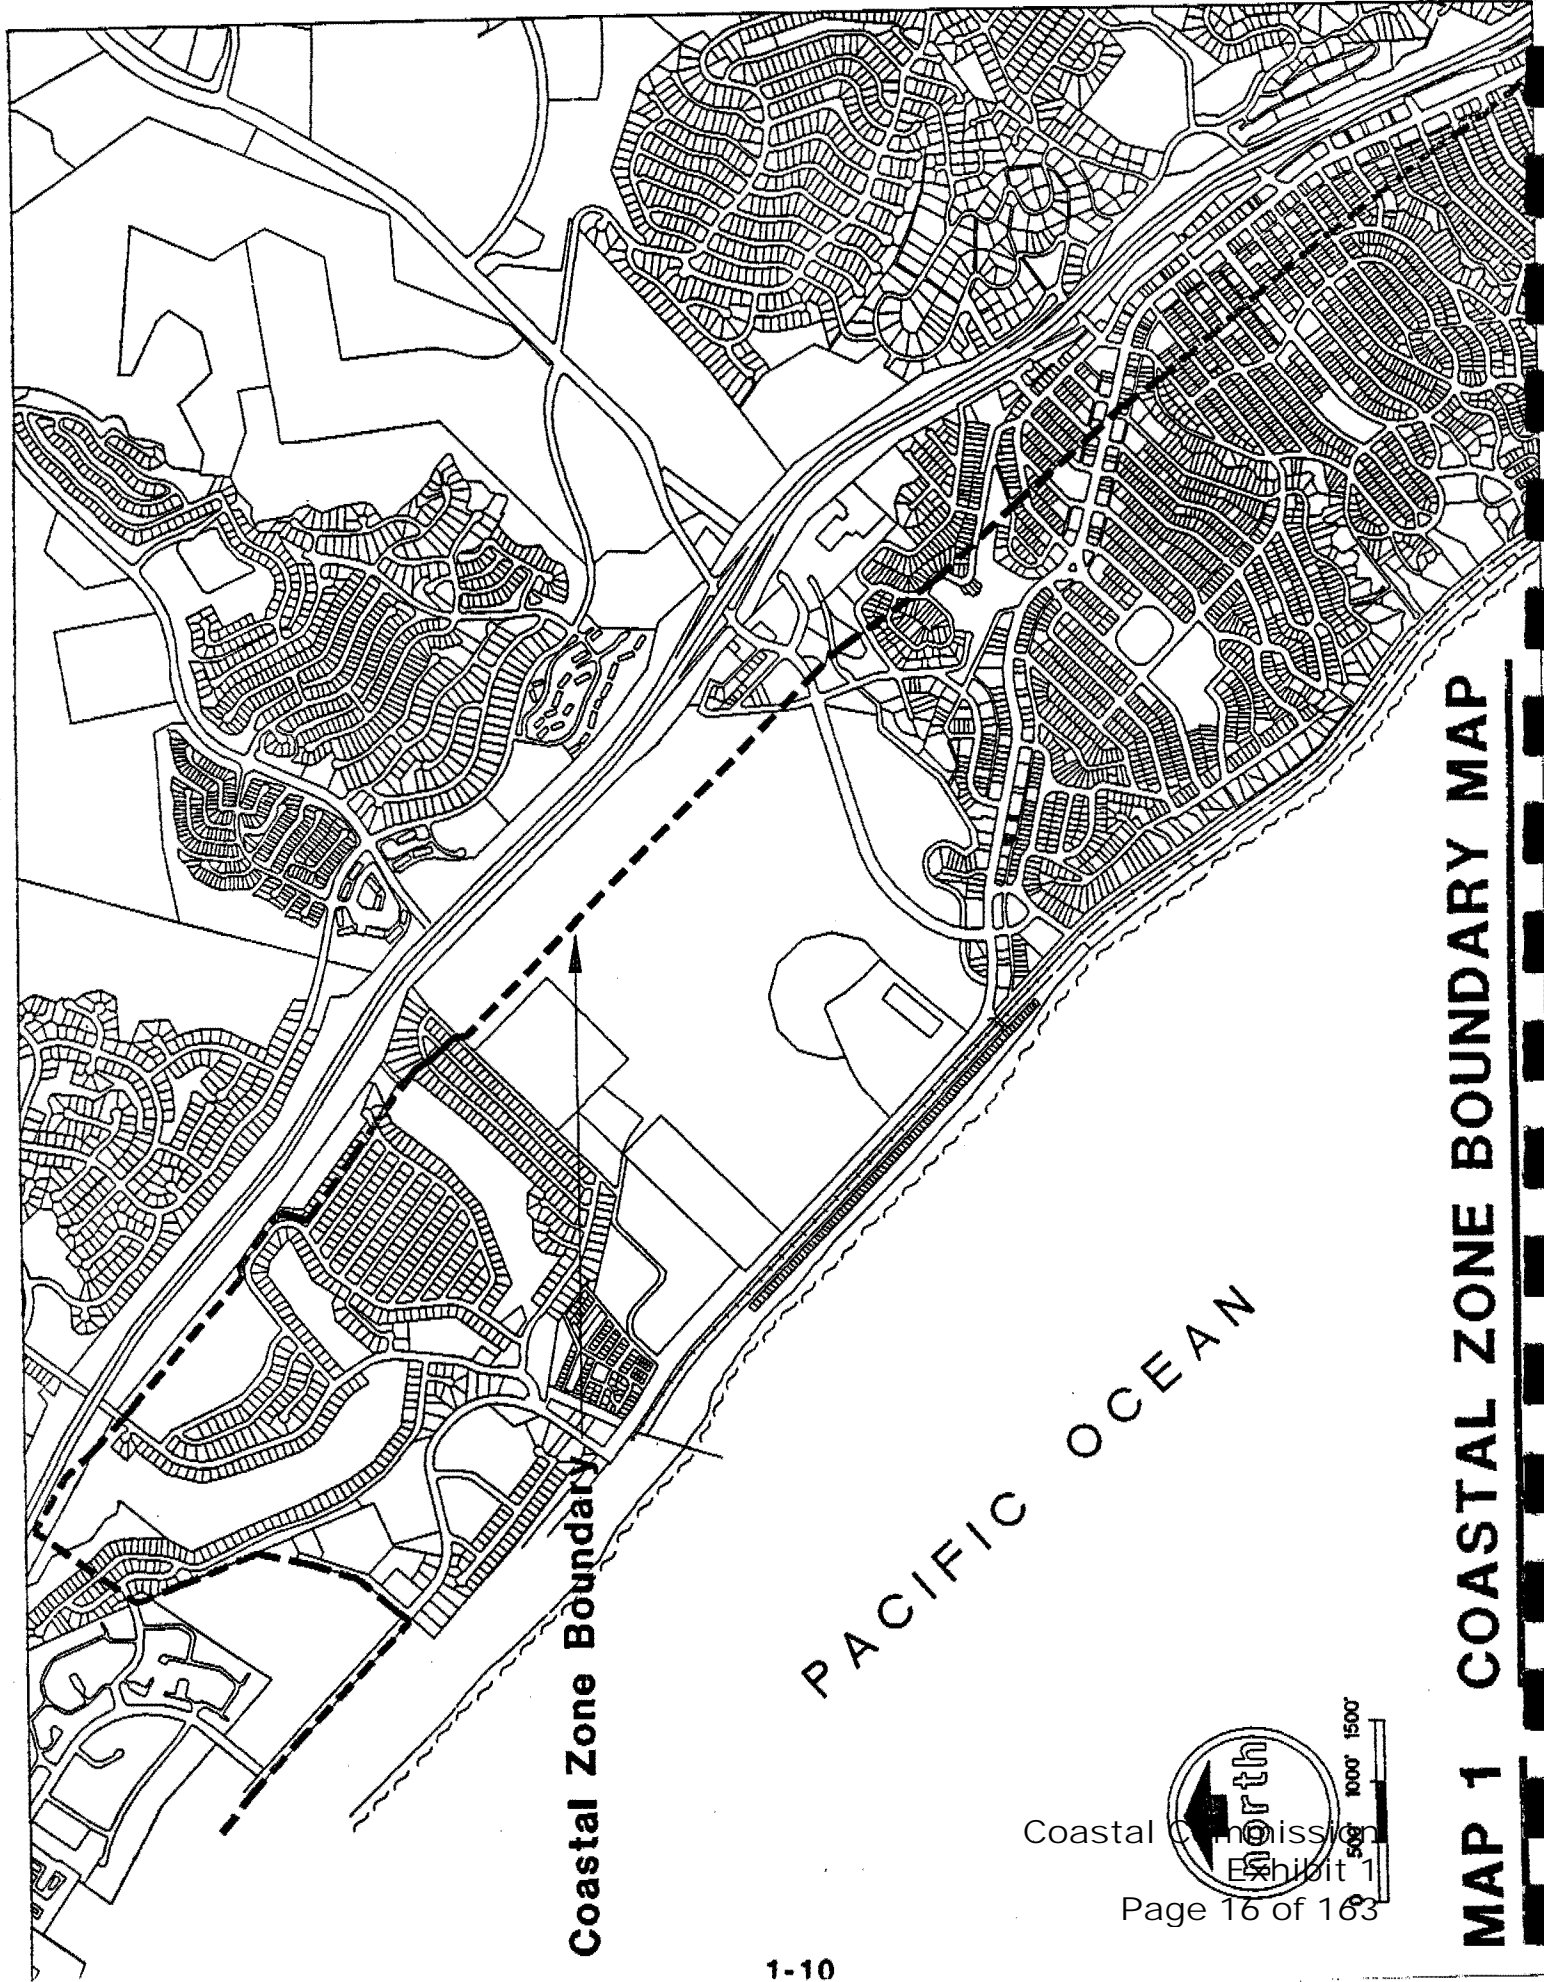 Coastal Zone Boundary
PACIFIC OCEAN
north
0 500' 1000' 1500'
MAP 1 COASTAL ZONE BOUNDARY MAP
Coastal Commission
Exhibit 1
Page 16 of 163
1-10